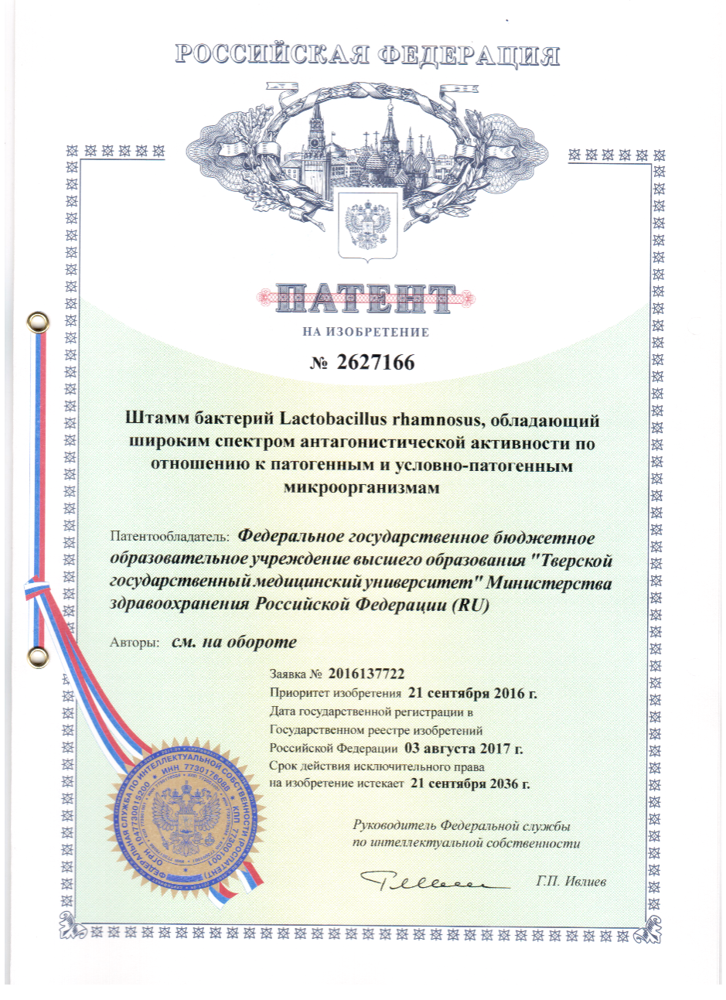 РОССИЙСКАЯ ФЕДЕРАЦИЯ
ПАТЕНТ
НА ИЗОБРЕТЕНИЕ
№ 2627166
Штамм бактерий Lactobacillus rhamnosus, обладающий
широким спектром антагонистической активности по
отношению к патогенным и условно-патогенным
микроорганизмам
Патентообладатель: Федеральное государственное бюджетное
образовательное учреждение высшего образования "Тверской
государственный медицинский университет" Министерства
здравоохранения Российской Федерации (RU)
Авторы: см. на обороте
Заявка № 2016137722
Приоритет изобретения 21 сентября 2016 г.
Дата государственной регистрации в
Государственном реестре изобретений
Российской Федерации 03 августа 2017 г.
Срок действия исключительного права
на изобретение истекает 21 сентября 2036 г.
Руководитель Федеральной службы
по интеллектуальной собственности
Г.П. Ивлиев
ФЕДЕРАЛЬНАЯ СЛУЖБА ПО ИНТЕЛЛЕКТУАЛЬНОЙ СОБСТВЕННОСТИ (РОСПАТЕНТ)
ОГРН 1047730015200 * ИНН 7730176088 * КПП 773001001